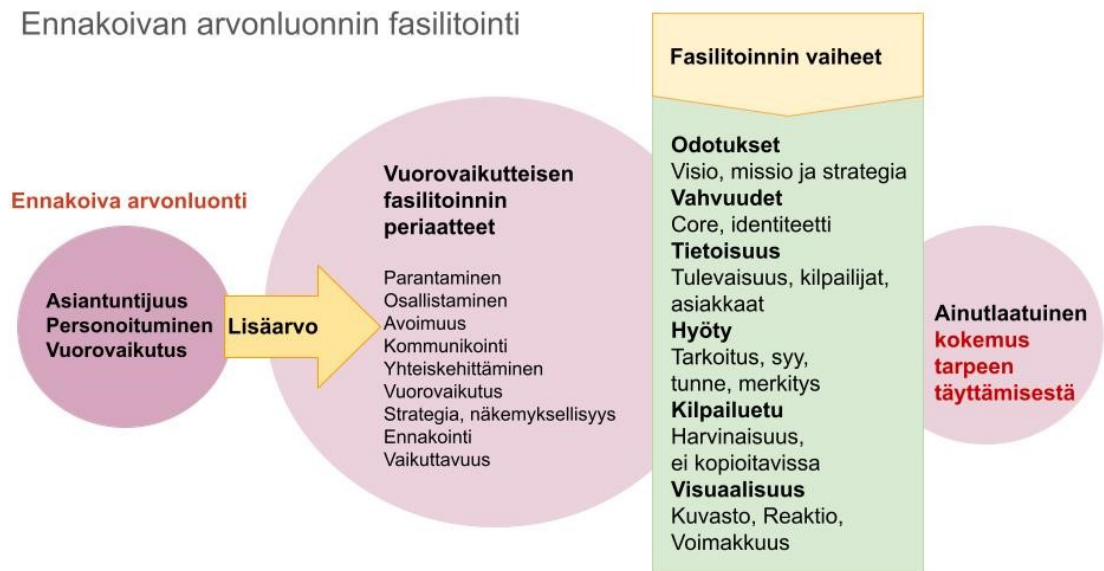 Ennakoivan arvonluonnin fasilitointi
Ennakoiva arvonluonti
Asiantuntijuus
Personoituminen
Vuorovaikutus
Lisäarvo
Vuorovaikutteisen
fasilitoinnin
periaatteet
Parantaminen
Osallistaminen
Avoimuus
Kommunikointi
Yhteiskehittäminen
Vuorovaikutus
Strategia, näkemyksellisyys
Ennakointi
Vaikuttavuus
Fasilitoinnin vaiheet
Odotukset
Visio, missio ja strategia
Vahvuudet
Core, identiteetti
Tietoisuus
Tulevaisuus, kilpailijat,
asiakkaat
Hyöty
Tarkoitus, syy,
tunne, merkitys
Kilpailuetu
Harvinaisuus,
ei kopioitavissa
Visuaalisuus
Kuvasto, Reaktio,
Voimakkuus
Ainutlaatuinen
kokemus
tarpeen
täyttämisestä